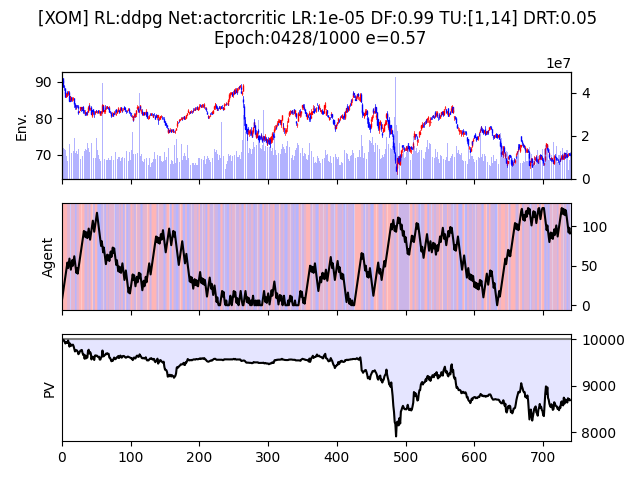 [XOM] RL:ddpg Net:actorcritic LR:1e-05 DF:0.99 TU:[1,14] DRT:0.05
Epoch:0428/1000 e=0.57
1e7
90
80
70
Env.
4
2
0
Agent
100
50
0
PV
10000
9000
8000
0 100 200 300 400 500 600 700